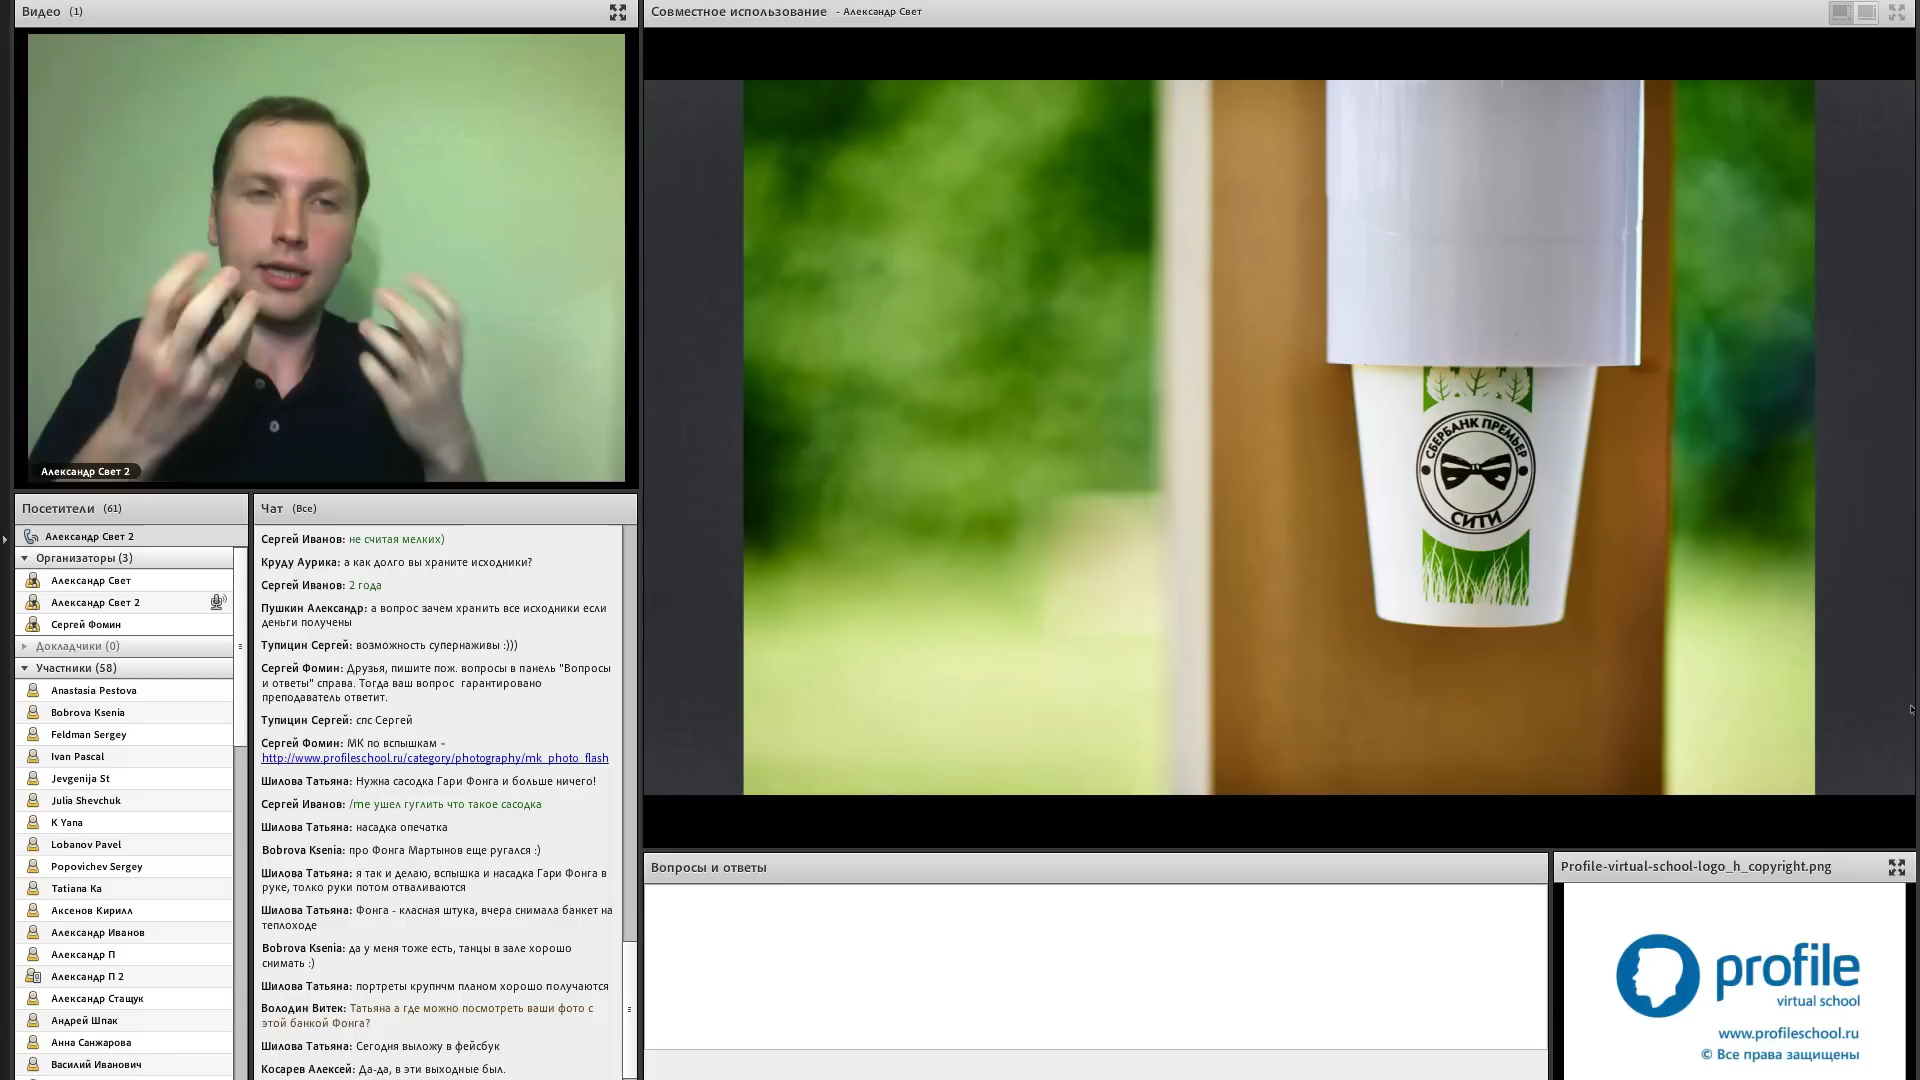 Видео (1)
Александр Свет 2
Посетители (61)
Александр Свет 2
Организаторы (3)
Александр Свет
Александр Свет 2
Сергей Фомин
Докладчики (0)
Участники (58)
Anastasia Pestova
Bobrova Ksenia
Feldman Sergey
Ivan Pascal
Jevgenija St
Julia Shevchuk
K Yana
Lobanov Pavel
Popovichev Sergey
Tatiana Ka
Аксенов Кирилл
Александр Иванов
Александр П
Александр П 2
Александр Стащук
Андрей Шпак
Анна Санжарова
Василий Иванович
Чат (Все)
Сергей Иванов: не считая мелких)
Круду Аурика: а как долго вы храните исходники?
Сергей Иванов: 2 года
Пушкин Александр: а вопрос зачем хранить все исходники если
деньги получены
Тупицин Сергей: возможность супернаживы :)))
Сергей Фомин: Друзья, пишите пож. вопросы в панель "Вопросы
и ответы" справа. Тогда ваш вопрос гарантировано
преподаватель ответит.
Тупицин Сергей: спс Сергей
Сергей Фомин: МК по вспышкам -
http://www.profileschool.ru/category/photography/mk_photo_flash
Шилова Татьяна: Нужна сасодка Гари Фонга и больше ничего!
Сергей Иванов: /me ушел гуглить что такое сасодка
Шилова Татьяна: насадка опечатка
Bobrova Ksenia: про Фонга Мартынов еще ругался :)
Шилова Татьяна: я так и делаю, вспышка и насадка Гари Фонга в
руке, толко руки потом отваливаются
Шилова Татьяна: Фонга - класная штука, вчера снимала банкет на
теплоходе
Bobrova Ksenia: да у меня тоже есть, танцы в зале хорошо
снимать :)
Шилова Татьяна: портреты крупнчм планом хорошо получаются
Володин Витек: Татьяна а где можно посмотреть ваши фото с
этой банкой Фонга?
Шилова Татьяна: Сегодня выложу в фейсбук
Косарев Алексей: Да-да, в эти выходные был.
Совместное использование - Александр Свет
СБЕРБАНК ПРЕМЬЕР
СИТИ
Вопросы и ответы
Profile-virtual-school-logo_h_copyright.png
profile
virtual school
www.profileschool.ru
© Все права защищены